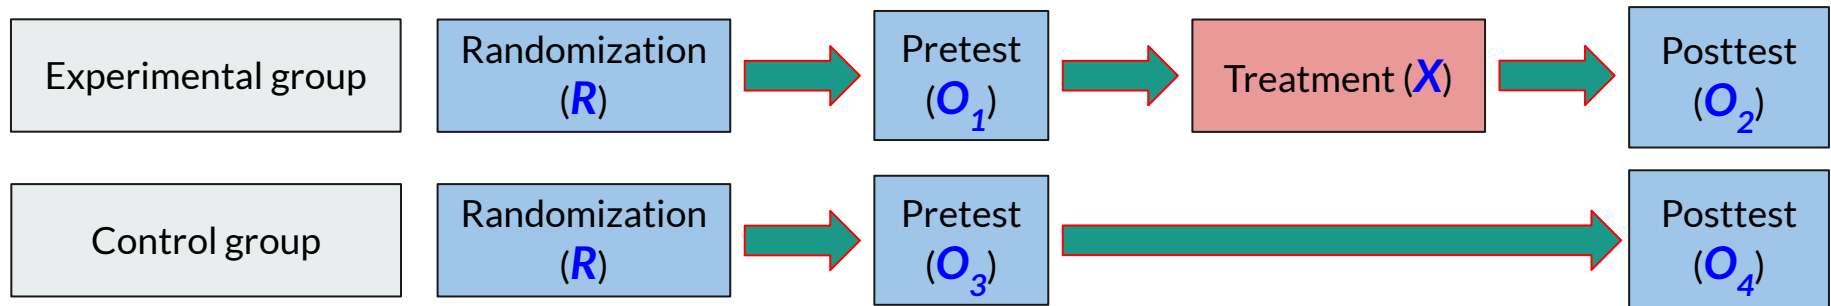 Experimental group
Randomization
(R)
Pretest
(O1)
Treatment (X)
Posttest
(O2)
Control group
Randomization
(R)
Pretest
(O3)
Posttest
(O4)